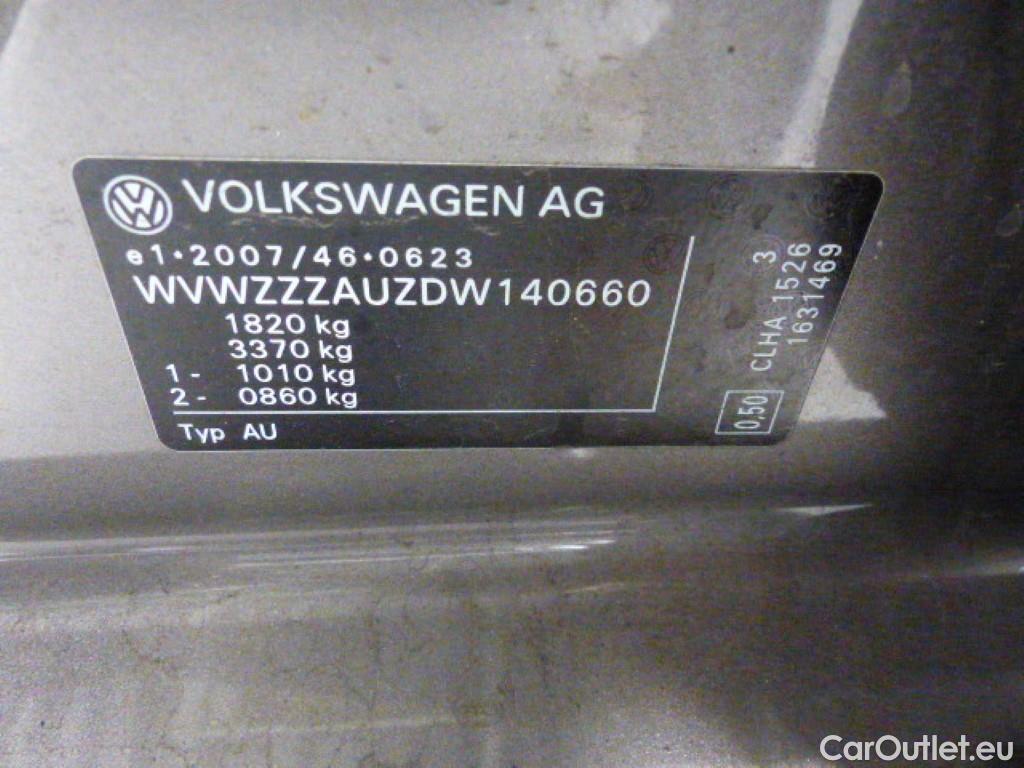 VOLKSWAGEN AG
e1*2007/46*0623
WVWZZZAUZDW140660
1820 kg
3370 kg
1- 1010 kg
2- 0860 kg
Typ AU
3
0,50 CLHA 1526
1631469
CarOutlet.eu